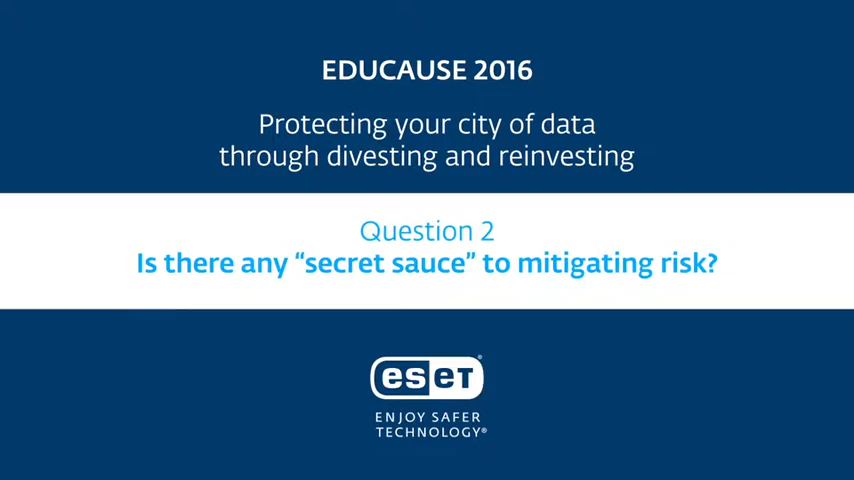 EDUCAUSE 2016
Protecting your city of data
through divesting and reinvesting
Question 2
Is there any “secret sauce” to mitigating risk?
eset®
ENJOY SAFER
TECHNOLOGY®